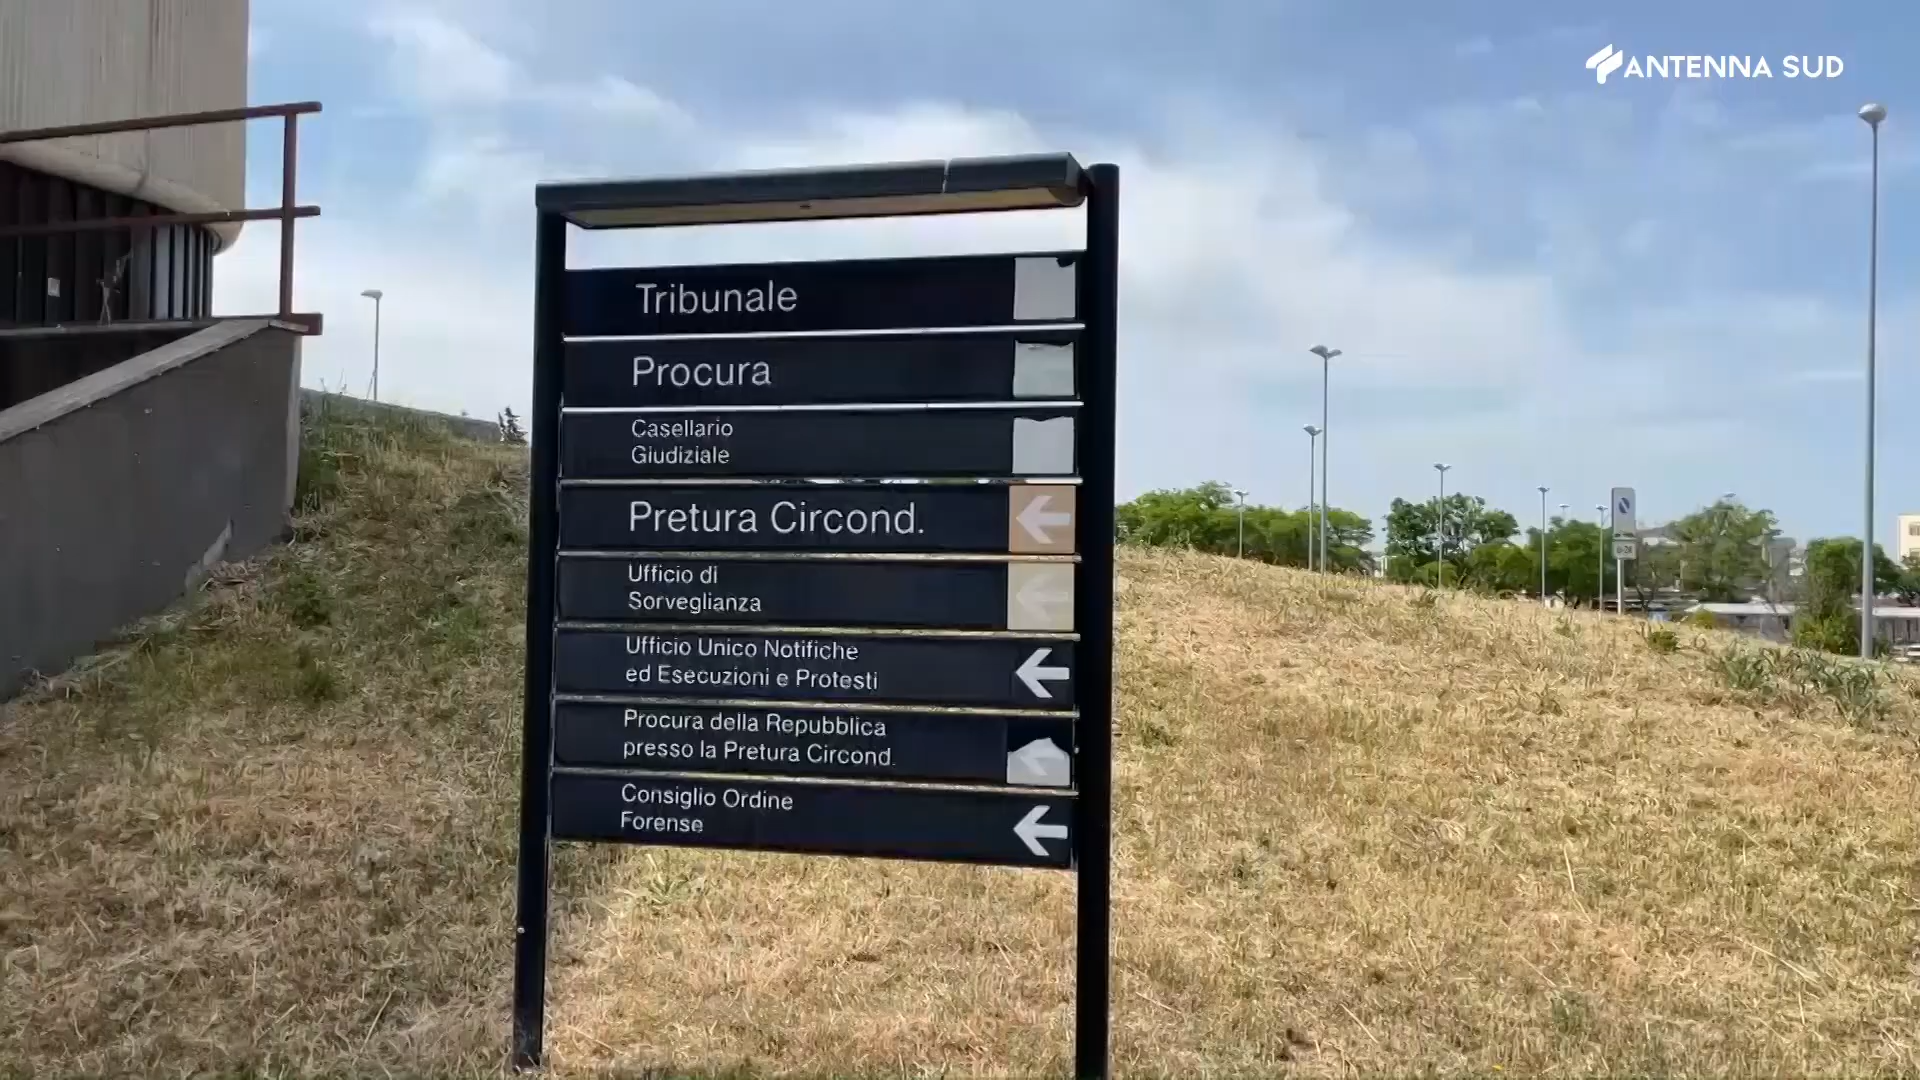 ANTENNA SUD
Tribunale
Procura
Casellario
Giudiziale
Pretura Circond.
Ufficio di
Sorveglianza
Ufficio Unico Notifiche
ed Esecuzioni e Protesti
Procura della Repubblica
presso la Pretura Circond.
Consiglio Ordine
Forense